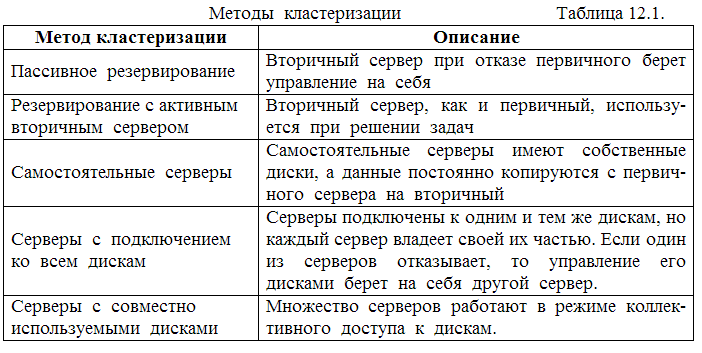 Методы кластеризации Таблица 12.1.
Метод кластеризации Описание
Пассивное резервирование
Вторичный сервер при отказе первичного берет
управление на себя
Резервирование с активным
вторичным сервером
Вторичный сервер, как и первичный, использу-
ется при решении задач
Самостоятельные серверы
Самостоятельные серверы имеют собственные
диски, а данные постоянно копируются с первич-
ного сервера на вторичный
Серверы с подключением
ко всем дискам
Серверы подключены к одним и тем же дискам, но
каждый сервер владеет своей их частью. Если один
из серверов отказывает, то управление его
дисками берет на себя другой сервер.
Серверы с совместно
используемыми дисками
Множество серверов работают в режиме коллек-
тивного доступа к дискам.